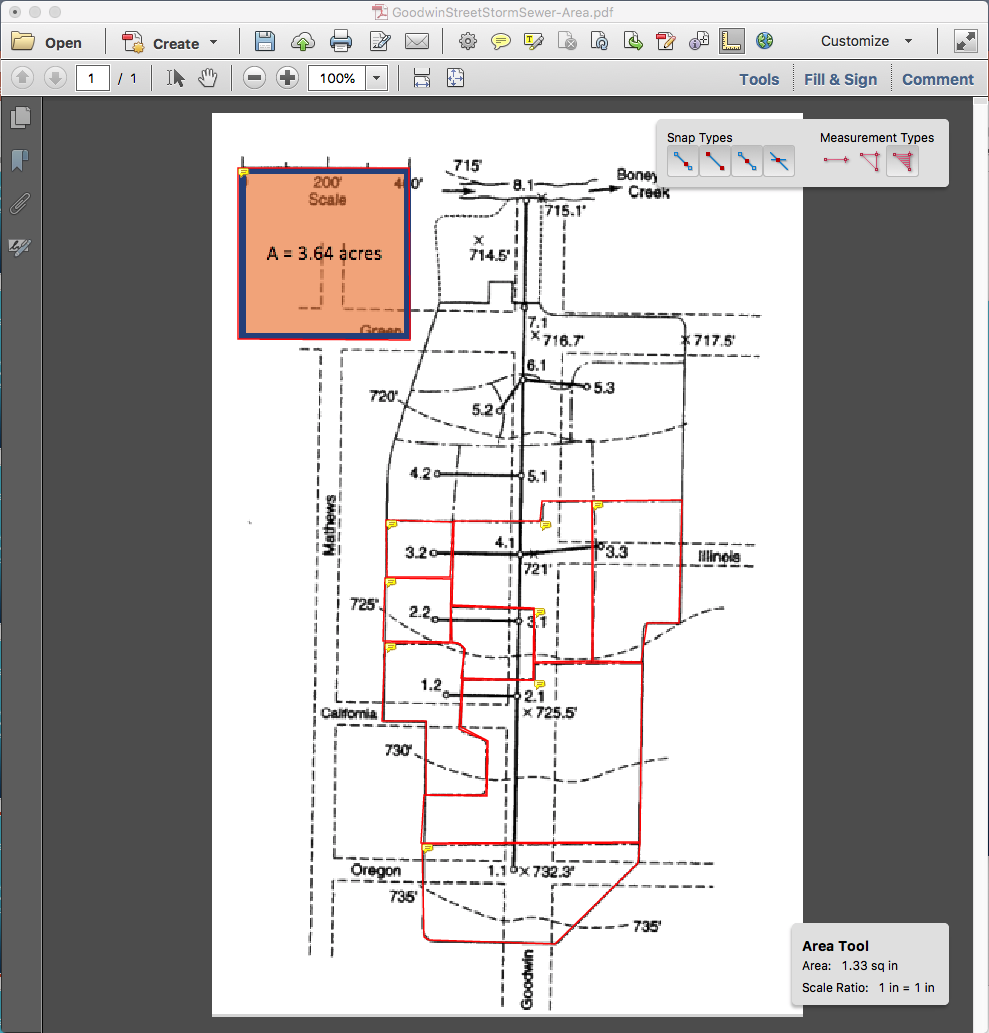 GoodwinStreetStormSewer-Area.pdf
Open
Create
Customize
1 / 1
100%
Tools
Fill & Sign
Comment
Snap Types
Measurement Types
200'
400'
Scale
A = 3.64 acres
Green
715'
8.1
Boney
Creek
715.1'
714.5'
7.1
716.7'
717.5'
6.1
5.3
720'
5.2
4.2
5.1
Mathews
4.1
3.2
3.3
Illinois
721'
725'
2.2
3.1
1.2
2.1
California
725.5'
730'
Oregon
1.1
732.3'
735'
735'
Goodwin
Area Tool
Area: 1.33 sq in
Scale Ratio: 1 in = 1 in